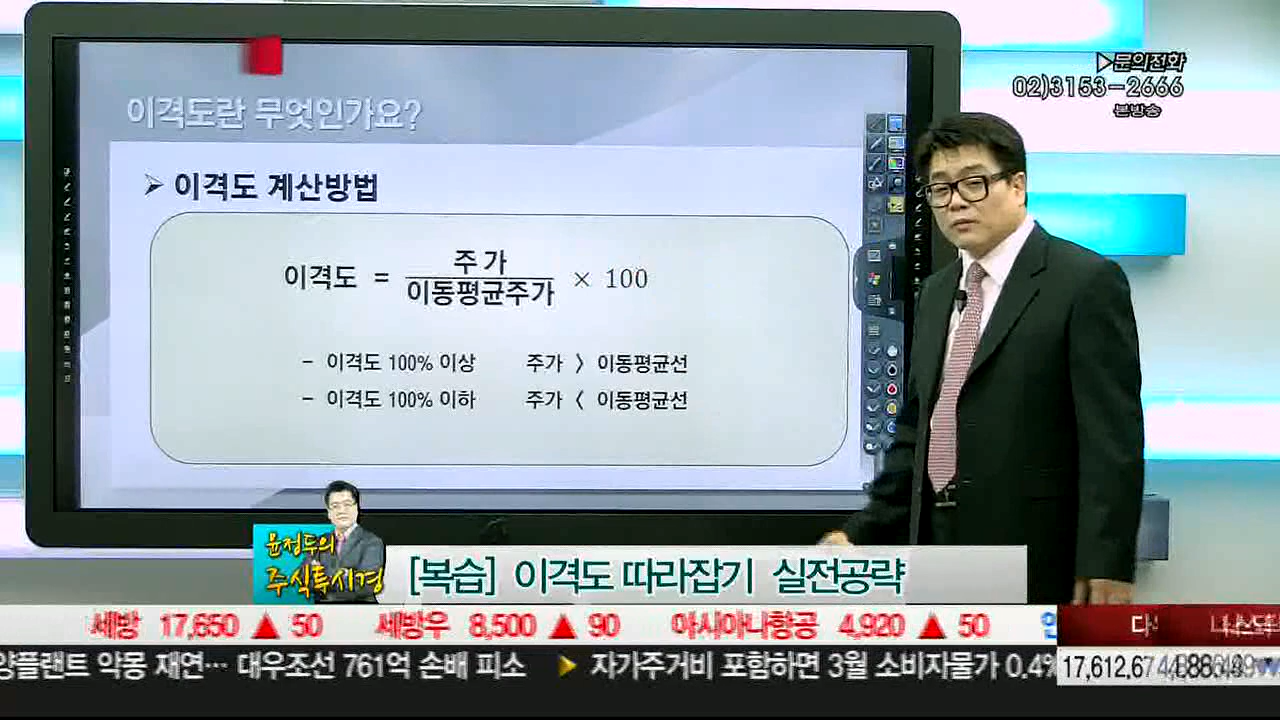 ▶문의전화
02)3153-2666
본방송
이격도란 무엇인가요?
➢ 이격도 계산방법
이격도 = 주 가 / 이동평균주가 × 100
- 이격도 100% 이상 주가 > 이동평균선
- 이격도 100% 이하 주가 < 이동평균선
윤정두의
주식투시경
[복습] 이격도 따라잡기 실전공략
세방 17,650 ▲ 50 세방우 8,500 ▲ 90 아시아나항공 4,920 ▲ 50
양플랜트 악몽 재연… 대우조선 761억 손배 피소 ▶ 자가주거비 포함하면 3월 소비자물가 0.4%